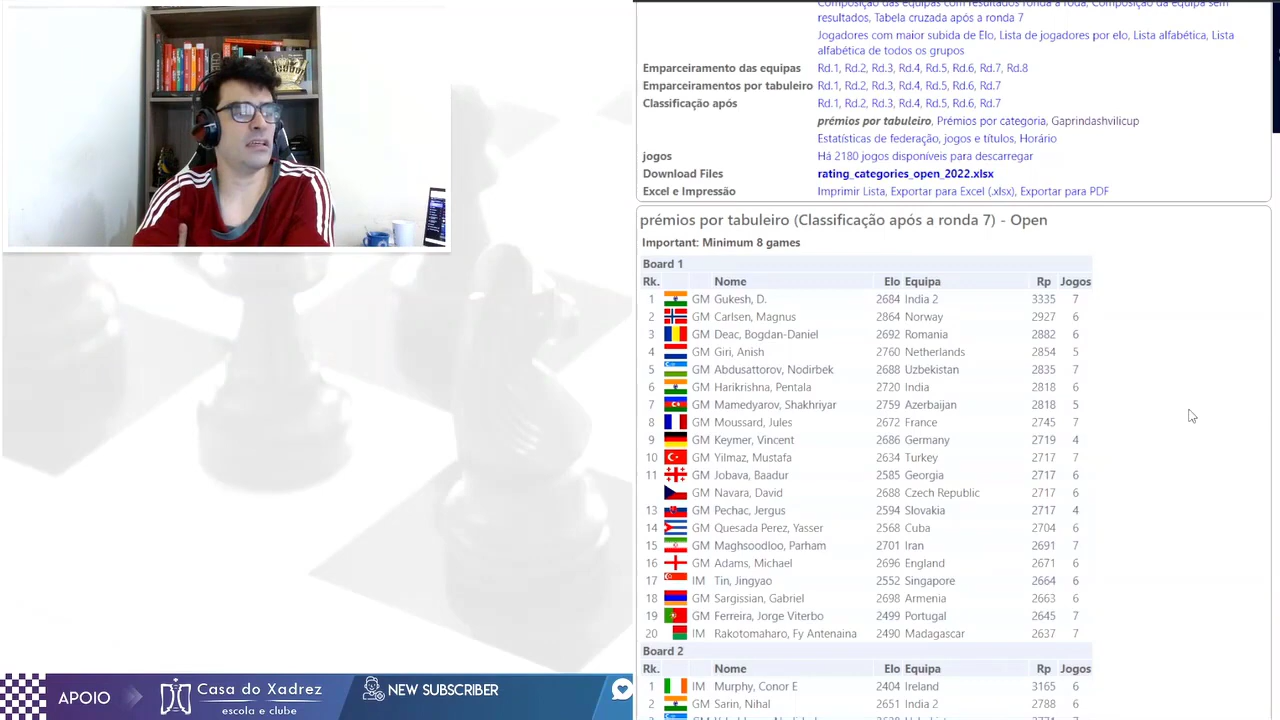 Composição das equipas com resultados ronda a roda, Composição da equipa sem
resultados, Tabela cruzada após a ronda 7
Jogadores com maior subida de Elo, Lista de jogadores por elo, Lista alfabética, Lista
alfabética de todos os grupos
Emparceiramento das equipas Rd.1, Rd.2, Rd.3, Rd.4, Rd.5, Rd.6, Rd.7, Rd.8
Emparceiramentos por tabuleiro Rd.1, Rd.2, Rd.3, Rd.4, Rd.5, Rd.6, Rd.7
Classificação após Rd.1, Rd.2, Rd.3, Rd.4, Rd.5, Rd.6, Rd.7
prémios por tabuleiro, Prémios por categoria, Gaprindashvilicup
Estatísticas de federação, jogos e títulos, Horário
jogos Há 2180 jogos disponíveis para descarregar
Download Files rating_categories_open_2022.xlsx
Excel e Impressão Imprimir Lista, Exportar para Excel (.xlsx), Exportar para PDF
prémios por tabuleiro (Classificação após a ronda 7) - Open
Important: Minimum 8 games
Board 1
Rk. Nome Elo Equipa Rp Jogos
1 GM Gukesh, D. 2684 India 2 3335 7
2 GM Carlsen, Magnus 2864 Norway 2927 6
3 GM Deac, Bogdan-Daniel 2692 Romania 2882 6
4 GM Giri, Anish 2760 Netherlands 2854 5
5 GM Abdusattorov, Nodirbek 2688 Uzbekistan 2835 7
6 GM Harikrishna, Pentala 2720 India 2818 6
7 GM Mamedyarov, Shakhriyar 2759 Azerbaijan 2818 5
8 GM Moussard, Jules 2672 France 2745 7
9 GM Keymer, Vincent 2686 Germany 2719 4
10 GM Yilmaz, Mustafa 2634 Turkey 2717 7
11 GM Jobava, Baadur 2585 Georgia 2717 6
GM Navara, David 2688 Czech Republic 2717 6
13 GM Pechac, Jergus 2594 Slovakia 2717 4
14 GM Quesada Perez, Yasser 2568 Cuba 2704 6
15 GM Maghsoodloo, Parham 2701 Iran 2691 7
16 GM Adams, Michael 2696 England 2671 6
17 IM Tin, Jingyao 2552 Singapore 2664 6
18 GM Sargissian, Gabriel 2698 Armenia 2663 6
19 GM Ferreira, Jorge Viterbo 2499 Portugal 2645 7
20 IM Rakotomaharo, Fy Antenaina 2490 Madagascar 2637 7
Board 2
Rk. Nome Elo Equipa Rp Jogos
1 IM Murphy, Conor E 2404 Ireland 3165 6
2 GM Sarin, Nihal 2651 India 2 2788 6
APOIO
Casa do Xadrez
escola e clube
NEW SUBSCRIBER